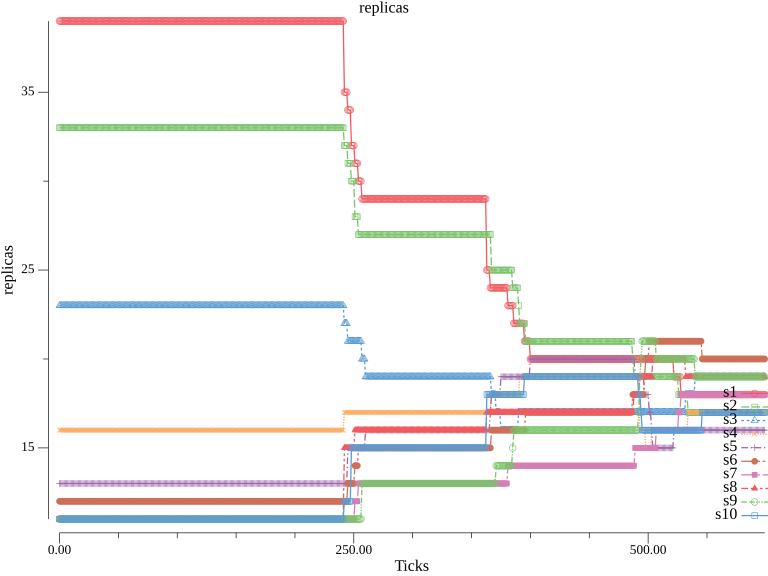 replicas
35
25
15
replicas
0.00
250.00
500.00
Ticks
s1
s2
s3
s4
s5
s6
s7
s8
s9
s10